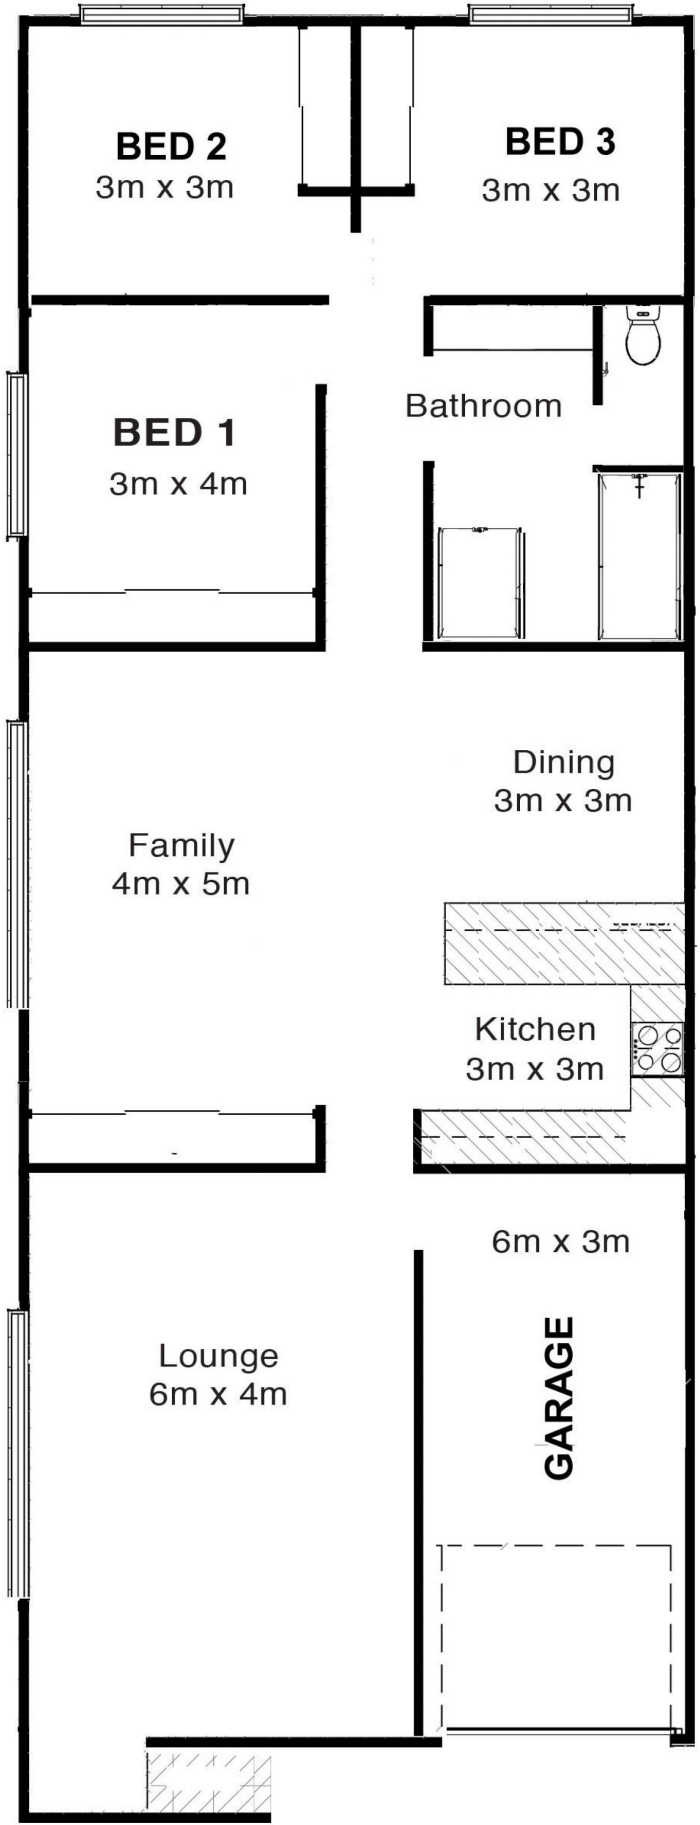 BED 2
3m x 3m
BED 3
3m x 3m
BED 1
3m x 4m
Bathroom
Dining
3m x 3m
Family
4m x 5m
Kitchen
3m x 3m
6m x 3m
GARAGE
Lounge
6m x 4m